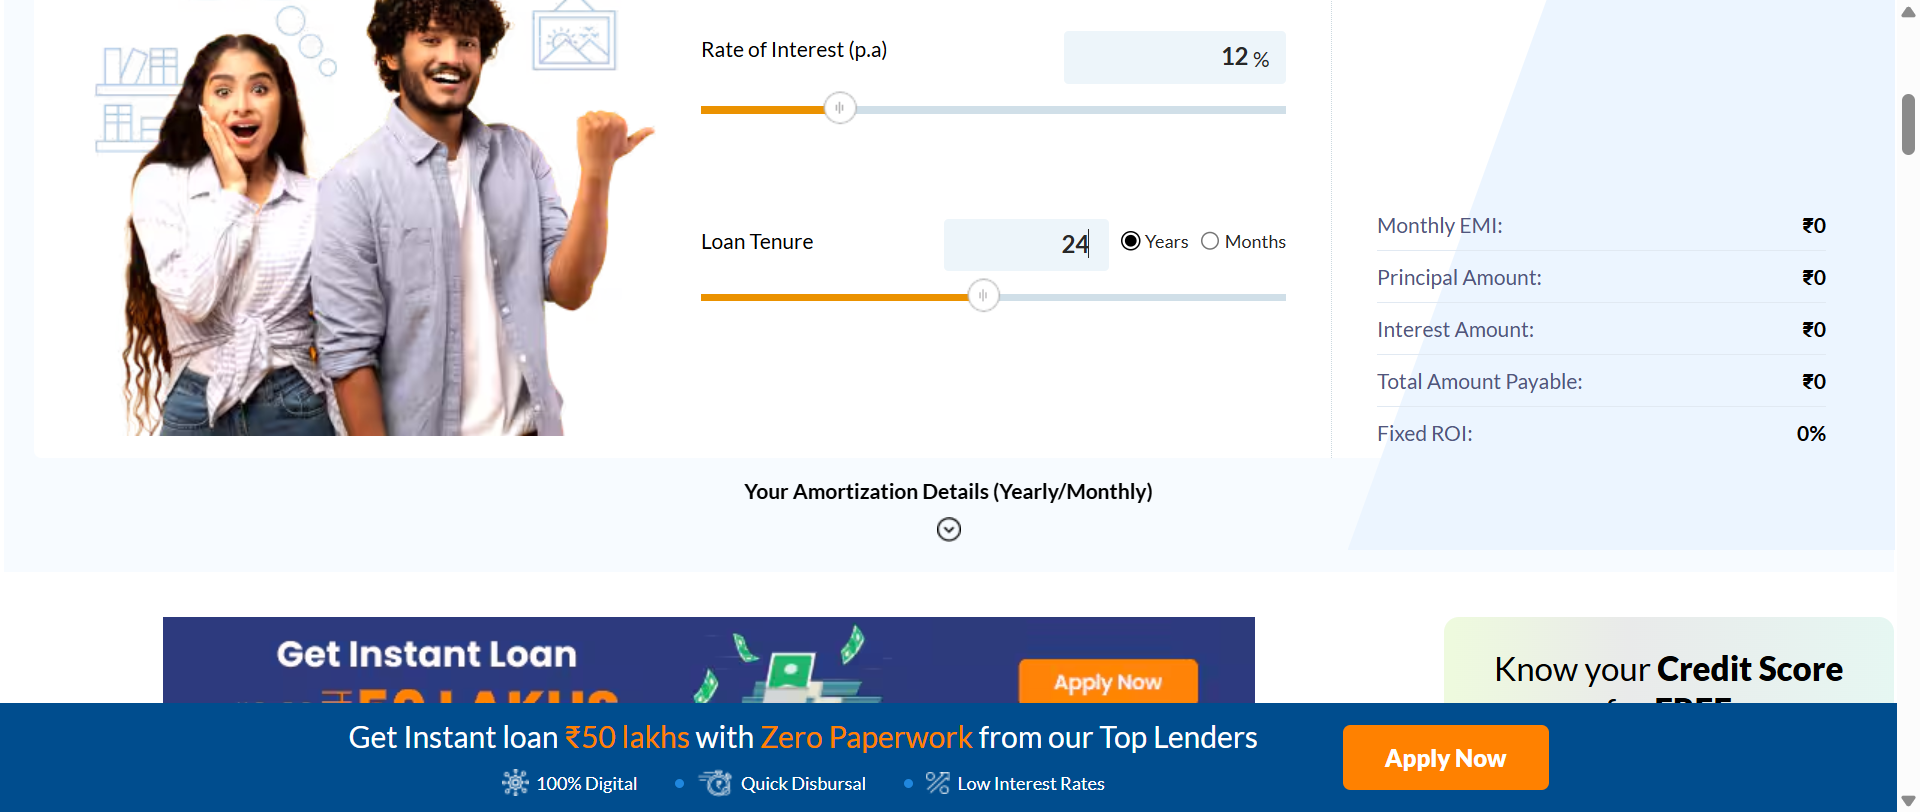 Rate of Interest (p.a)
12 %
Loan Tenure
24
Years
Months
Monthly EMI:
₹0
Principal Amount:
₹0
Interest Amount:
₹0
Total Amount Payable:
₹0
Fixed ROI:
0%
Your Amortization Details (Yearly/Monthly)
Get Instant Loan
Apply Now
Know your Credit Score
Get Instant loan ₹50 lakhs with Zero Paperwork from our Top Lenders
100% Digital
Quick Disbursal
Low Interest Rates
Apply Now